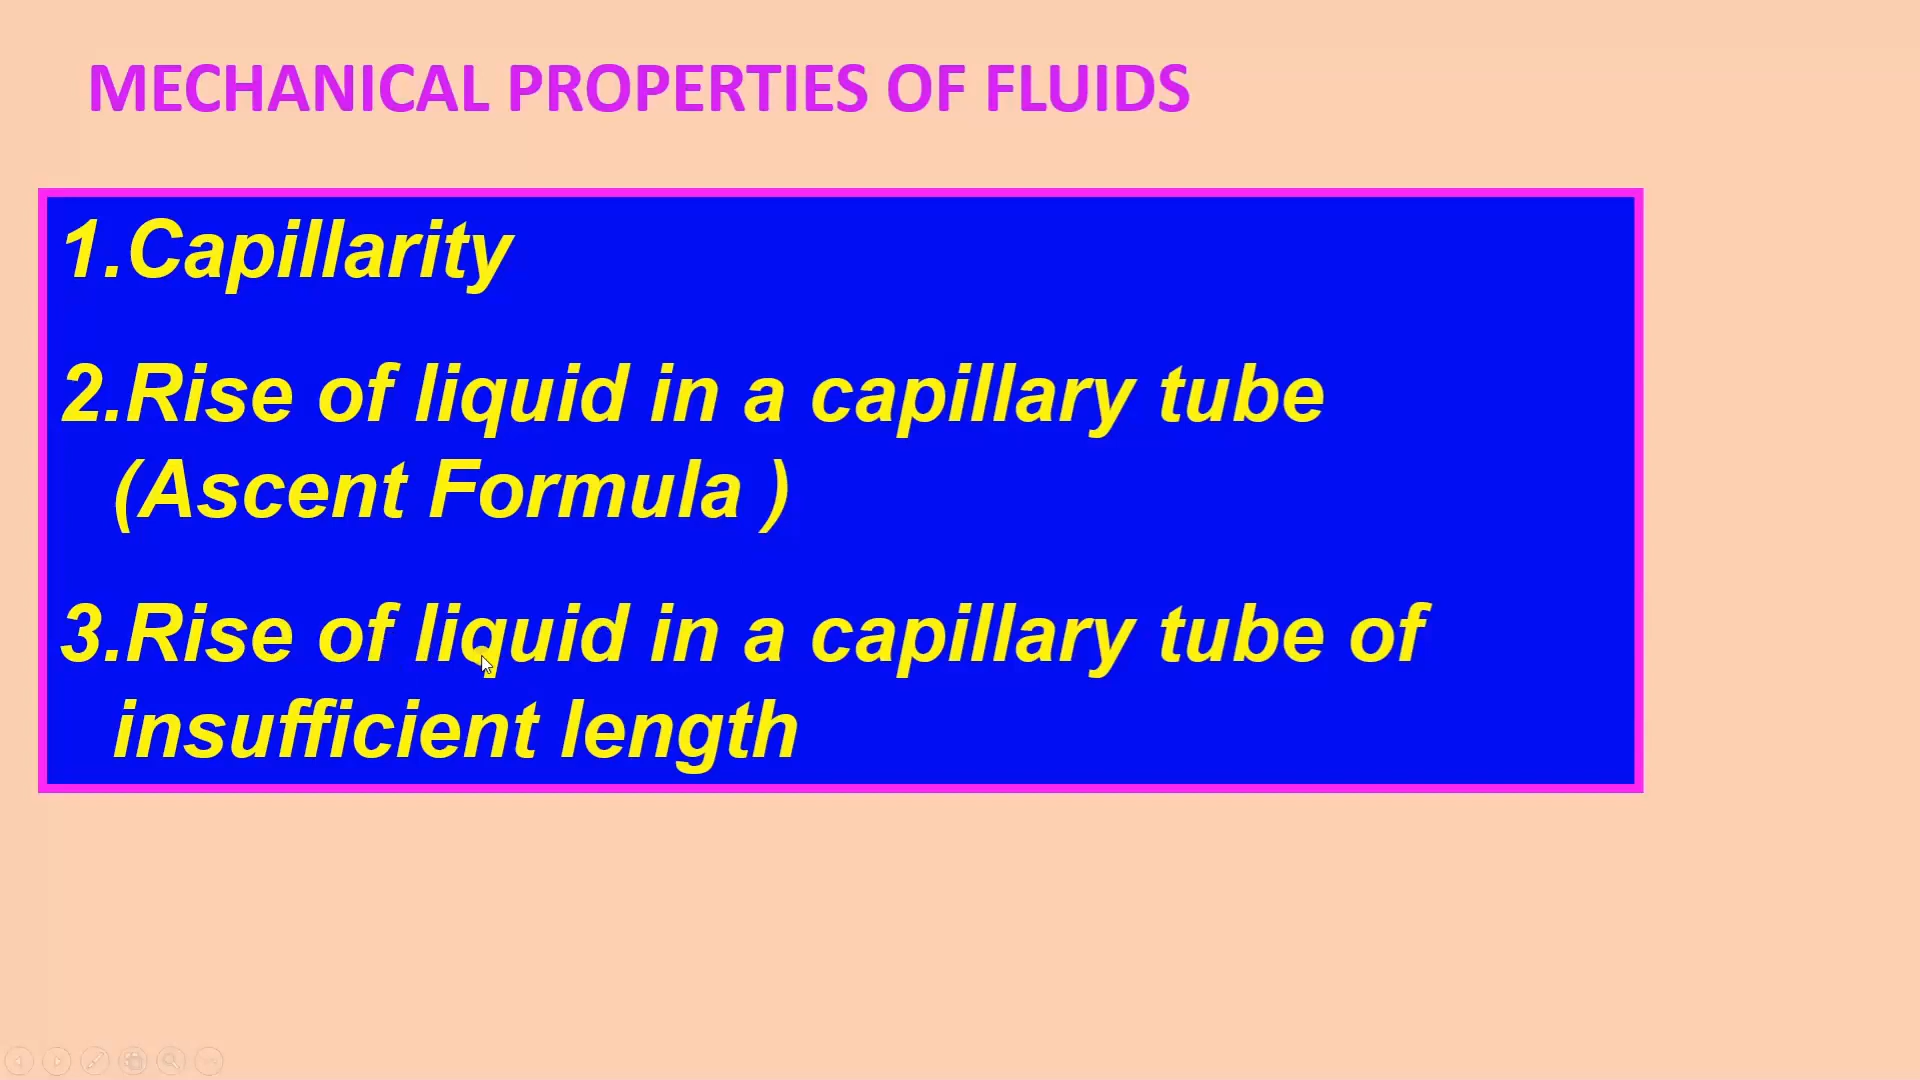 MECHANICAL PROPERTIES OF FLUIDS
1.Capillarity
2.Rise of liquid in a capillary tube
(Ascent Formula )
3.Rise of liquid in a capillary tube of
insufficient length